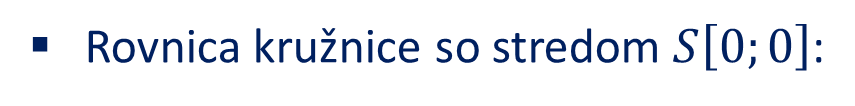 ▪ Rovnica kružnice so stredom S[0; 0]: